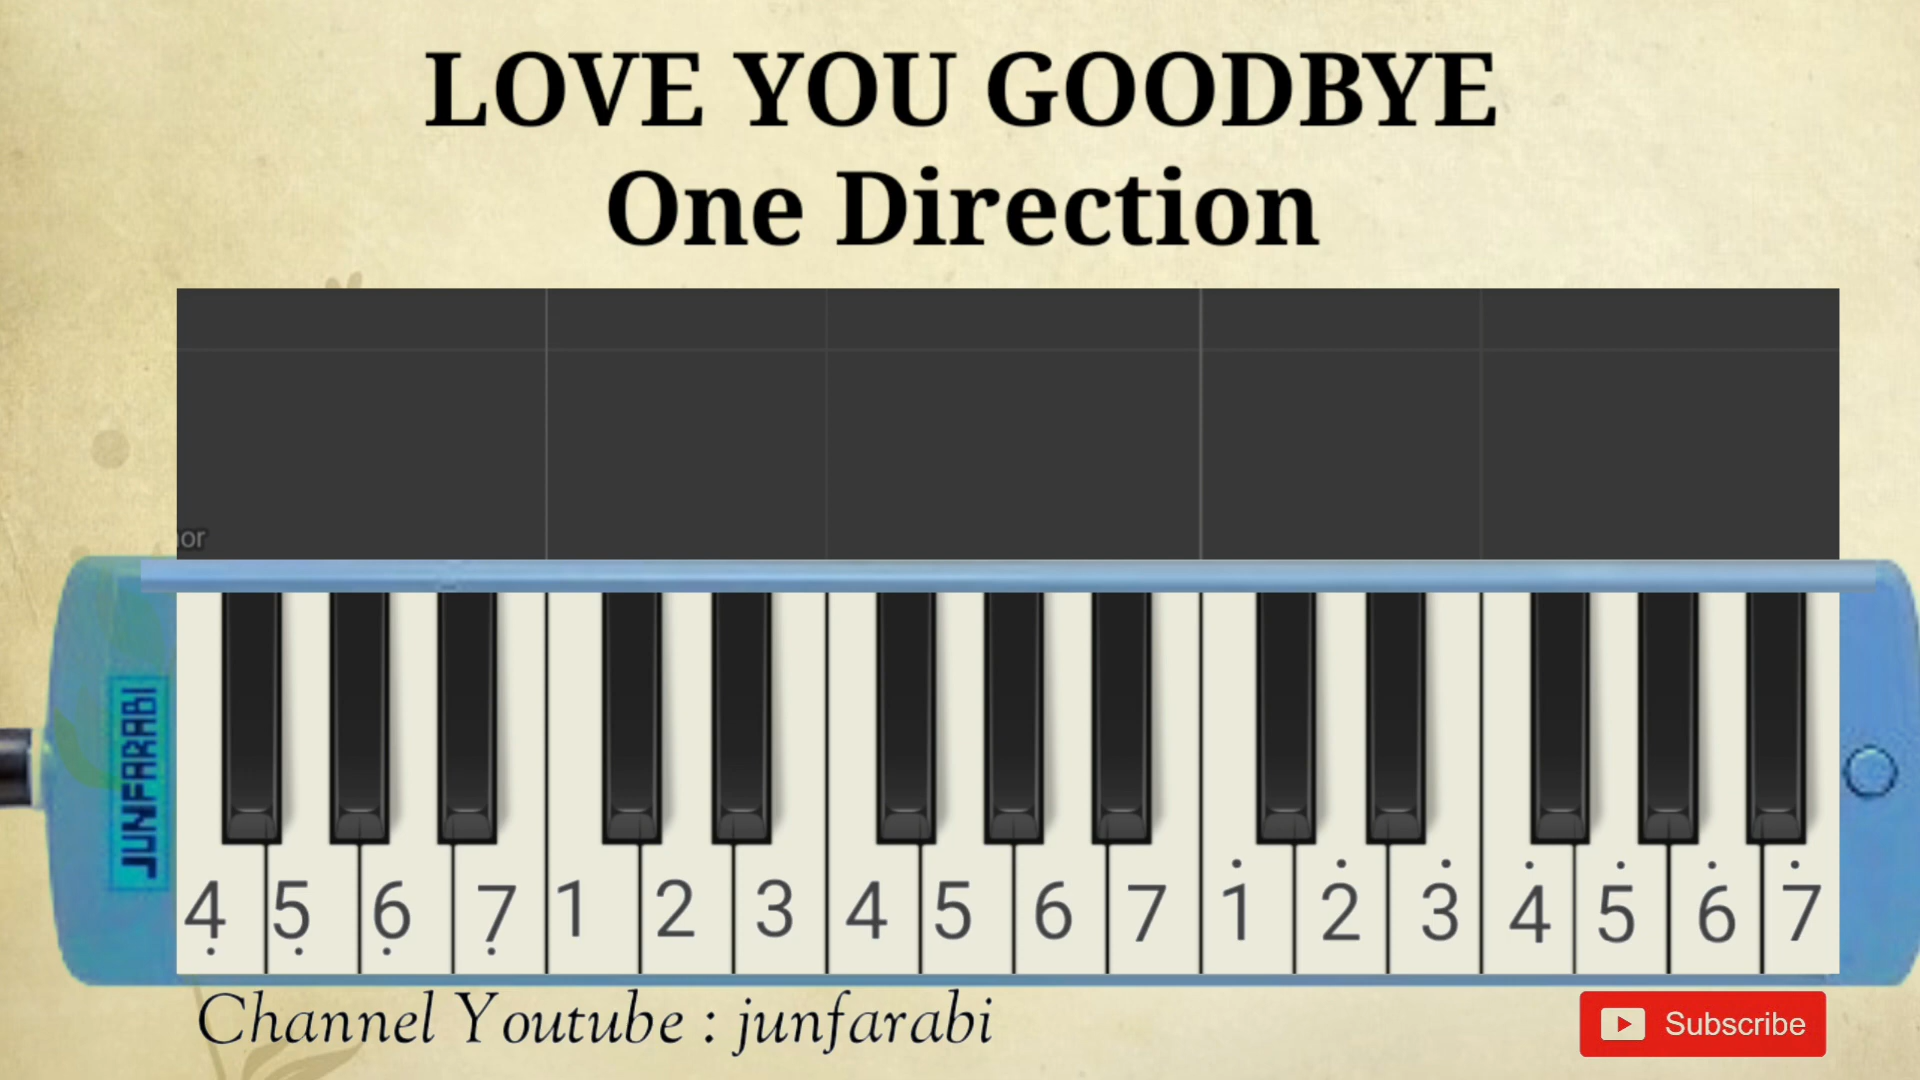 LOVE YOU GOODBYE
One Direction
or
JUNFARABI
4̣ 5̣ 6̣ 7̣ 1 2 3 4 5 6 7 1̇ 2̇ 3̇ 4̇ 5̇ 6̇ 7̇
Channel Youtube : junfarabi
Subscribe